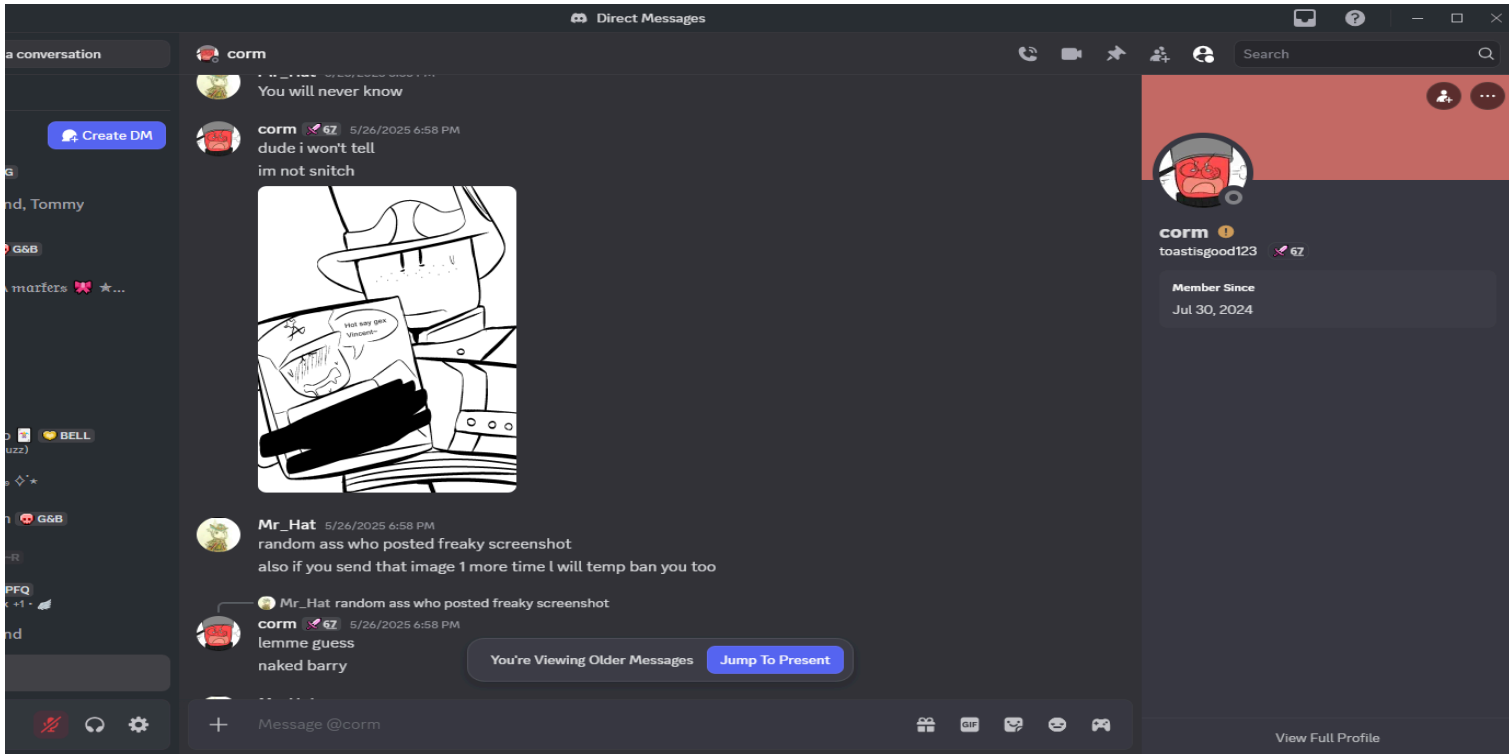 Direct Messages
a conversation
corm
Search
You will never know
Create DM
corm 67 5/26/2025 6:58 PM
dude i won't tell
im not snitch
G
nd, Tommy
G&B
marfers
Hot say gex
Vincent~
corm
toastisgood123 67
Member Since
Jul 30, 2024
BELL
uzz)
G&B
Mr_Hat 5/26/2025 6:58 PM
random ass who posted freaky screenshot
also if you send that image 1 more time l will temp ban you too
-R
PFQ
+1
nd
Mr_Hat random ass who posted freaky screenshot
corm 67 5/26/2025 6:58 PM
lemme guess
naked barry
You're Viewing Older Messages
Jump To Present
Message @corm
GIF
View Full Profile